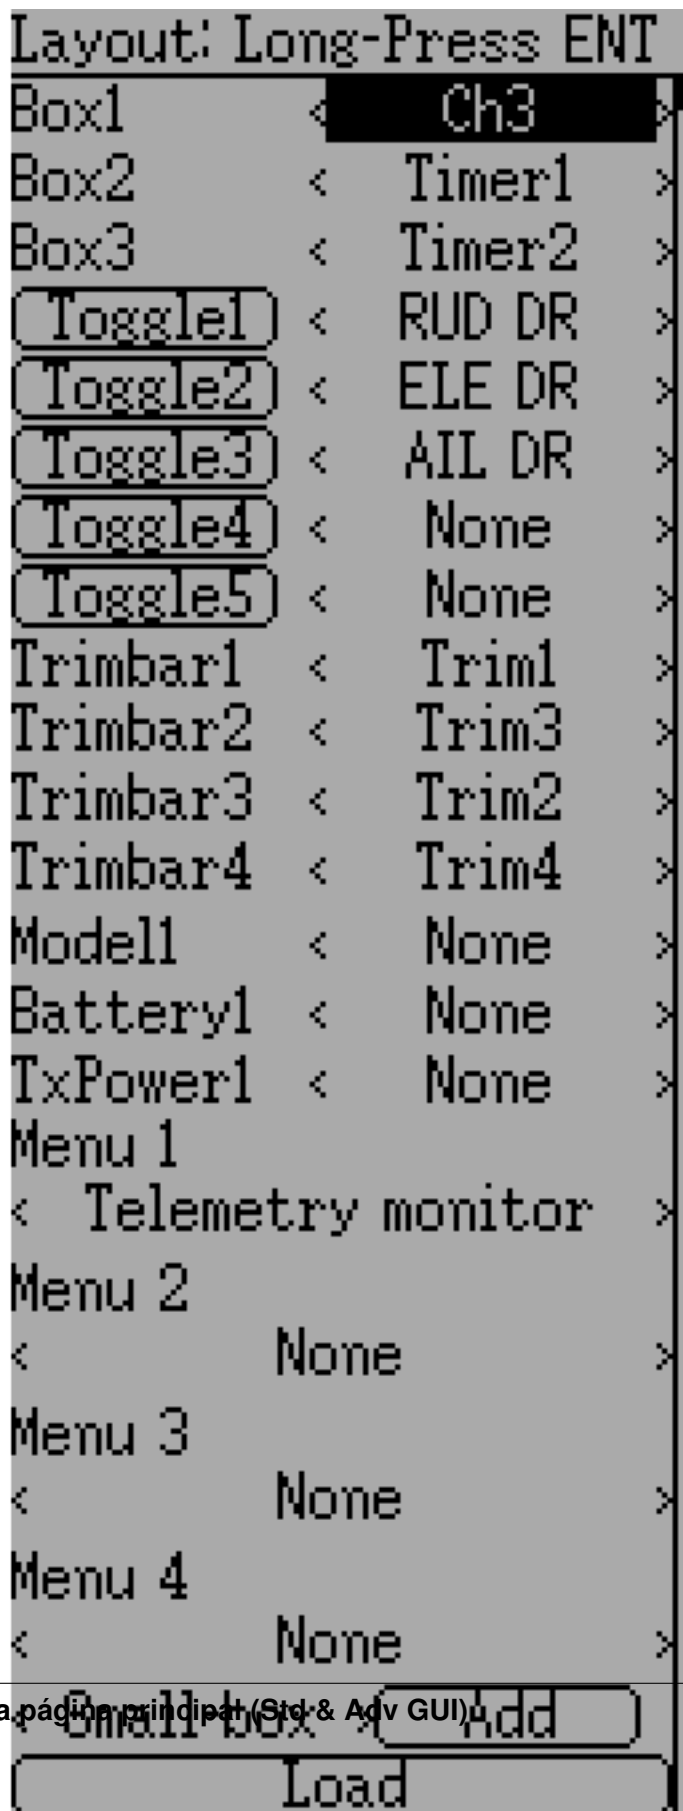 Layout: Long-Press ENT
Box1 < Ch3 >
Box2 < Timer1 >
Box3 < Timer2 >
Toggle1 < RUD DR >
Toggle2 < ELE DR >
Toggle3 < AIL DR >
Toggle4 < None >
Toggle5 < None >
Trimbar1 < Trim1 >
Trimbar2 < Trim3 >
Trimbar3 < Trim2 >
Trimbar4 < Trim4 >
Model1 < None >
Battery1 < None >
TxPower1 < None >
Menu 1
< Telemetry monitor >
Menu 2
< None >
Menu 3
< None >
Menu 4
< None >
a página principal (Std & Adv GUI)
< Small box > Add
Load